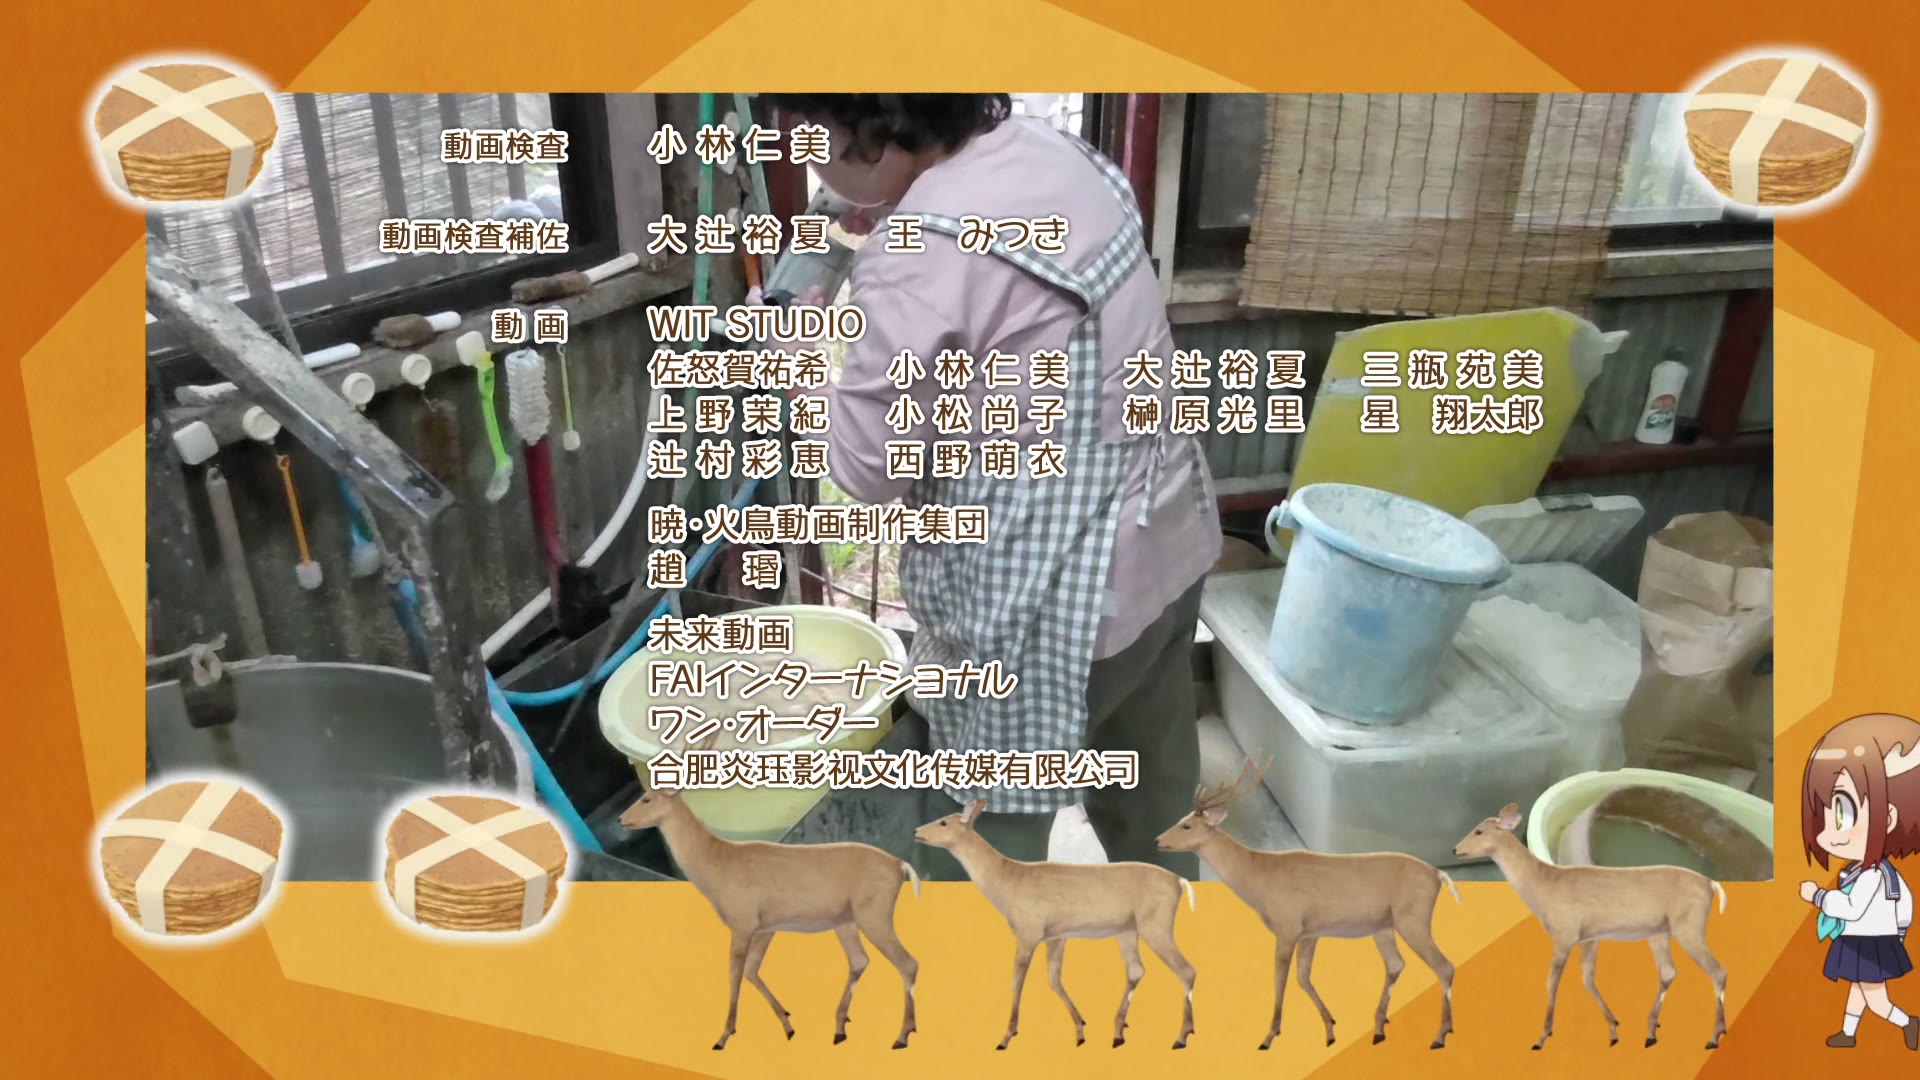 動画検査 小林仁美
動画検査補佐 大辻裕夏 王 みつき
動画 WIT STUDIO
佐怒賀祐希 小林仁美 大辻裕夏 三瓶苑美
上野茉紀 小松尚子 榊原光里 星 翔太郎
辻村彩恵 西野萌衣
暁・火鳥動画制作集団
趙 瑨
未来動画
FAIインターナショナル
ワン・オーダー
合肥炎珏影视文化传媒有限公司